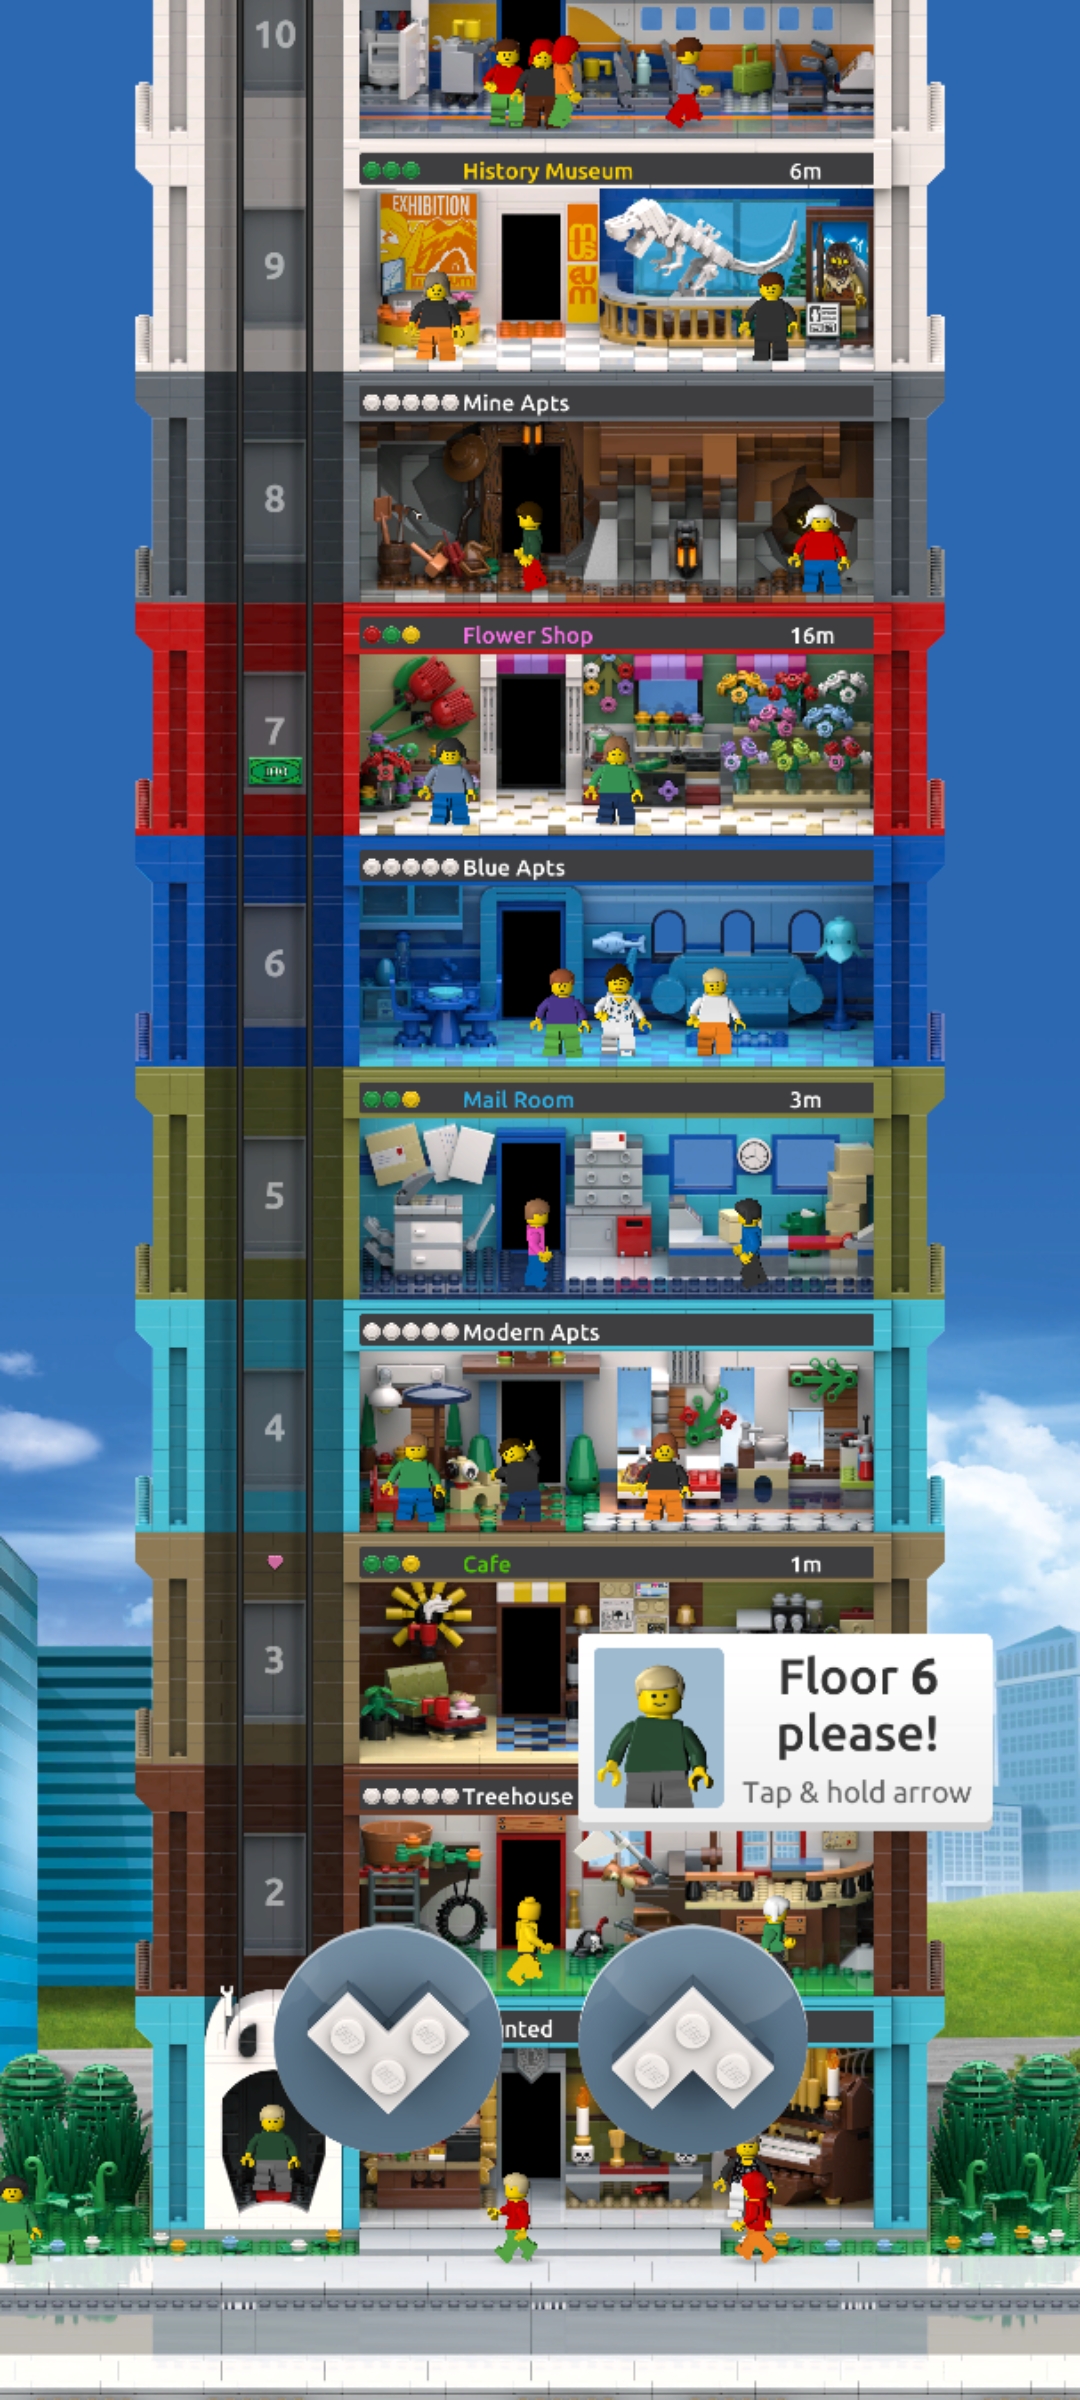 10
History Museum 6m
EXHIBITION
museum
9
Mine Apts
8
Flower Shop 16m
7
Blue Apts
6
Mail Room 3m
5
Modern Apts
4
Cafe 1m
3
Floor 6
please!
Tap & hold arrow
Treehouse
2
nted